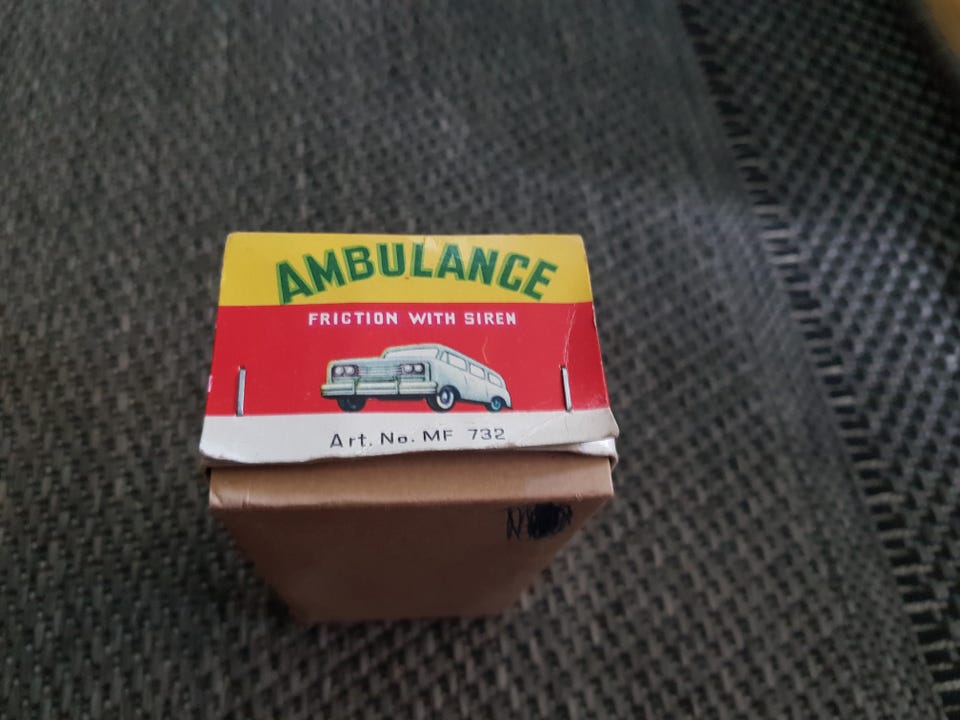 AMBULANCE
FRICTION WITH SIREN
Art. No. MF 732